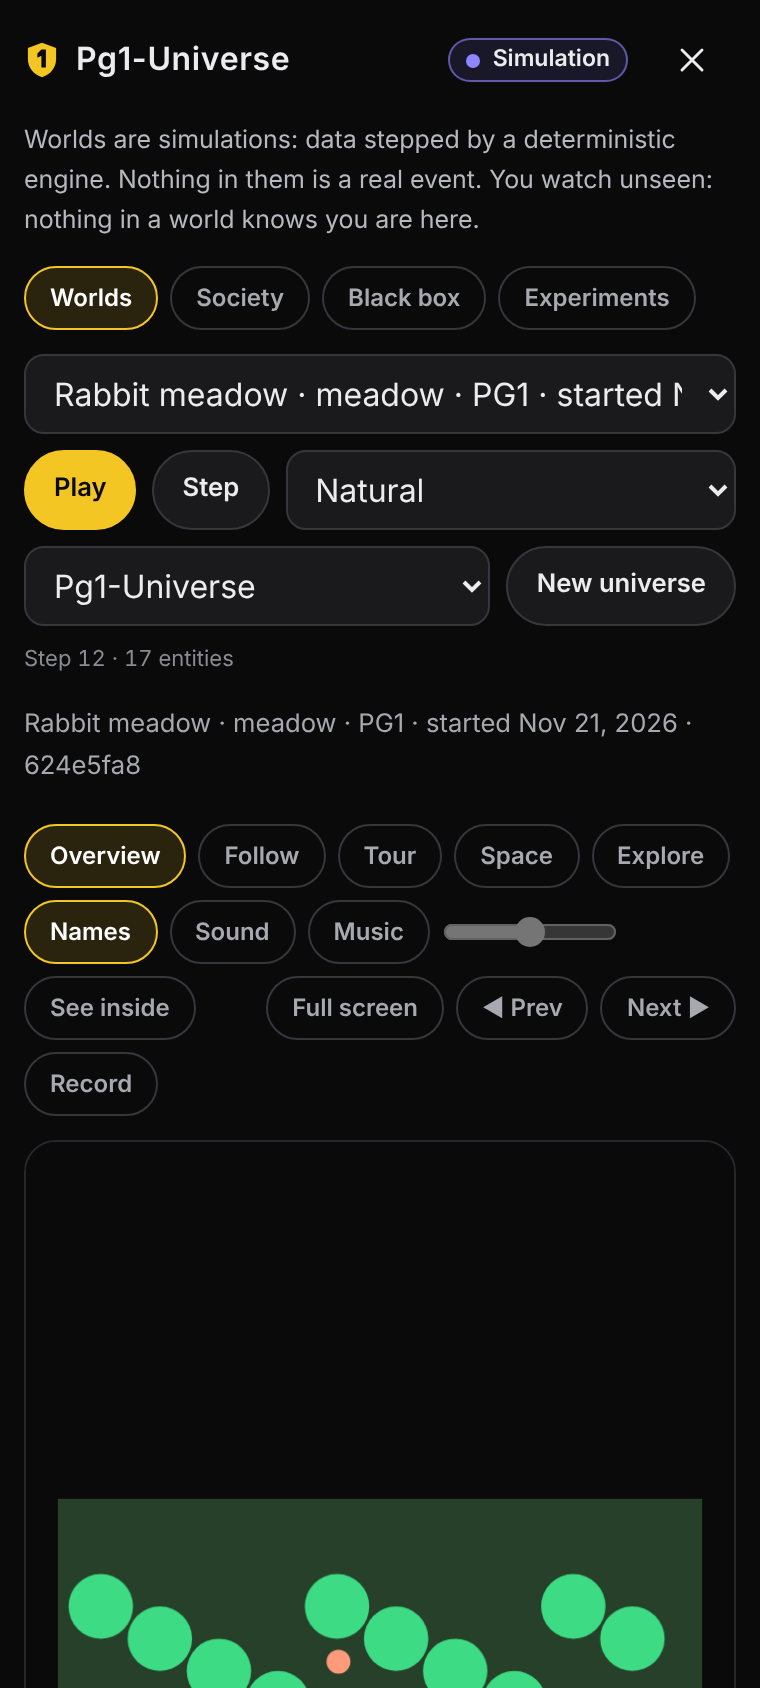 Pg1-Universe
Simulation
Worlds are simulations: data stepped by a deterministic
engine. Nothing in them is a real event. You watch unseen:
nothing in a world knows you are here.
Worlds Society Black box Experiments
Rabbit meadow · meadow · PG1 · started
Play Step Natural
Pg1-Universe New universe
Step 12 · 17 entities
Rabbit meadow · meadow · PG1 · started Nov 21, 2026 ·
624e5fa8
Overview Follow Tour Space Explore
Names Sound Music
See inside Full screen ◀ Prev Next ▶
Record